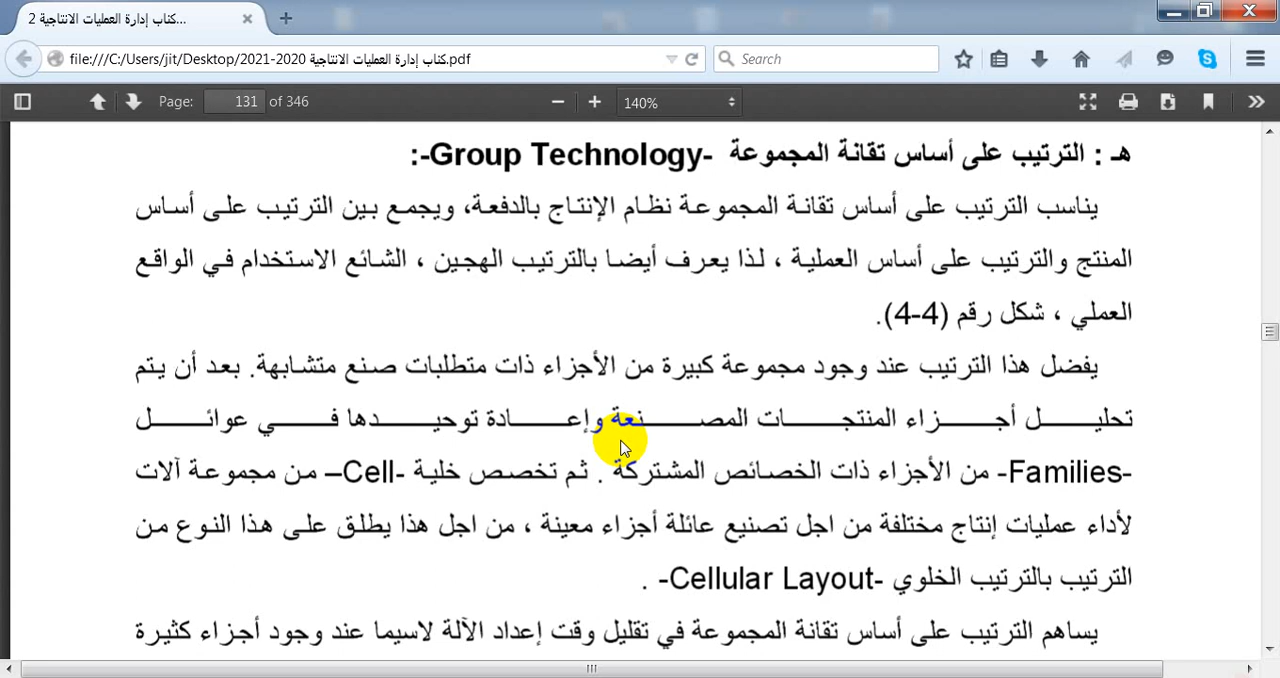 كتاب إدارة العمليات الانتاجية 2...
file:///C:/Users/jit/Desktop/2021-2020 كتاب إدارة العمليات الانتاجية.pdf
Search
Page: 131 of 346
140%
هـ : الترتيب على أساس تقانة المجموعة -Group Technology-:
يناسب الترتيب على أساس تقانة المجموعة نظام الإنتاج بالدفعة، ويجمع بين الترتيب على أساس
المنتج والترتيب على أساس العملية ، لذا يعرف أيضا بالترتيب الهجين ، الشائع الاستخدام في الواقع
العملي ، شكل رقم (4-4).
يفضل هذا الترتيب عند وجود مجموعة كبيرة من الأجزاء ذات متطلبات صنع متشابهة. بعد أن يتم
تحليل أجزاء المنتجات المصنعة وإعادة توحيدها في عوائل
-Families- من الأجزاء ذات الخصائص المشتركة . ثم تخصص خلية -Cell– من مجموعة آلات
لأداء عمليات إنتاج مختلفة من اجل تصنيع عائلة أجزاء معينة ، من اجل هذا يطلق على هذا النوع من
الترتيب بالترتيب الخلوي -Cellular Layout- .
يساهم الترتيب على أساس تقانة المجموعة في تقليل وقت إعداد الآلة لاسيما عند وجود أجزاء كثيرة